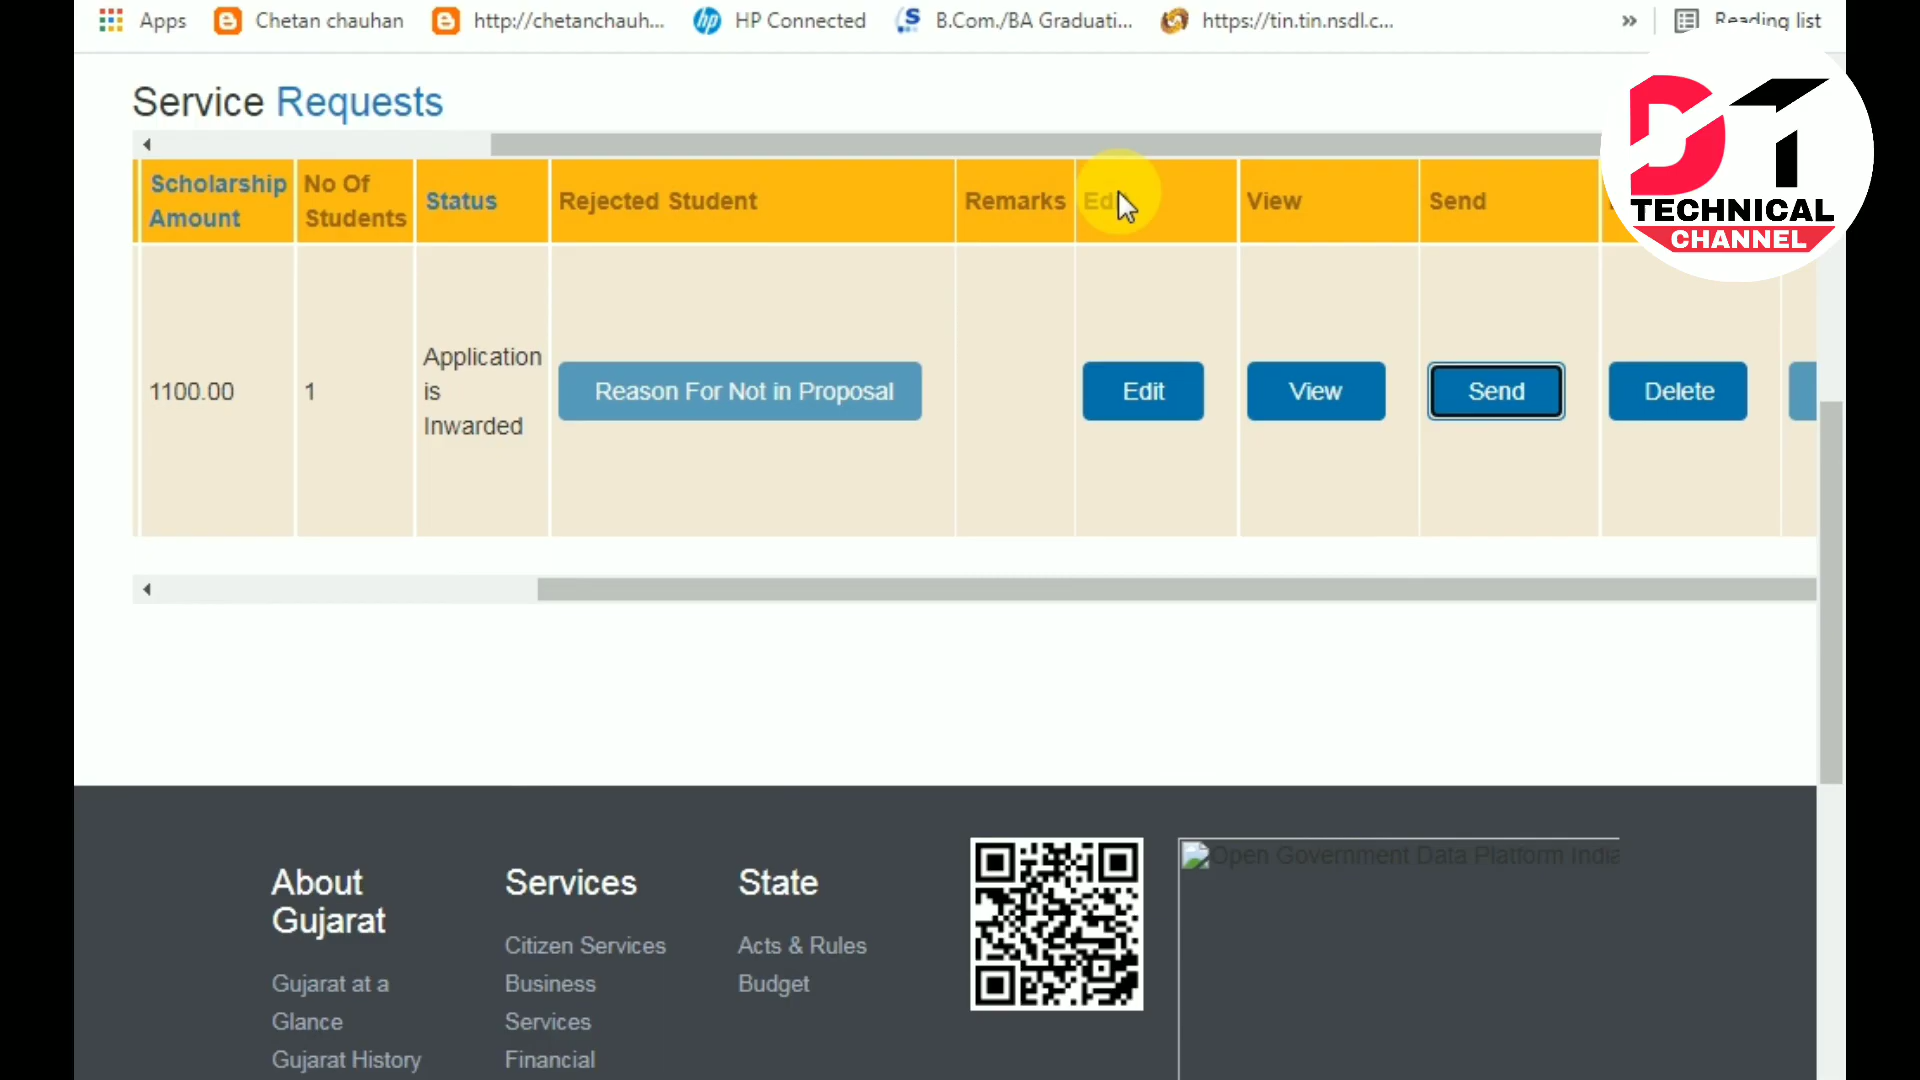 Apps Chetan chauhan http://chetanchauh... HP Connected B.Com./BA Graduati... https://tin.tin.nsdl.c... » Reading list
Service Requests
DT
TECHNICAL
CHANNEL
Scholarship Amount No Of Students Status Rejected Student Remarks Edit View Send
1100.00 1 Application is Inwarded Reason For Not in Proposal Edit View Send Delete
About Gujarat Services State
Open Government Data Platform India
Citizen Services Acts & Rules
Gujarat at a Business Budget
Glance Services
Gujarat History Financial